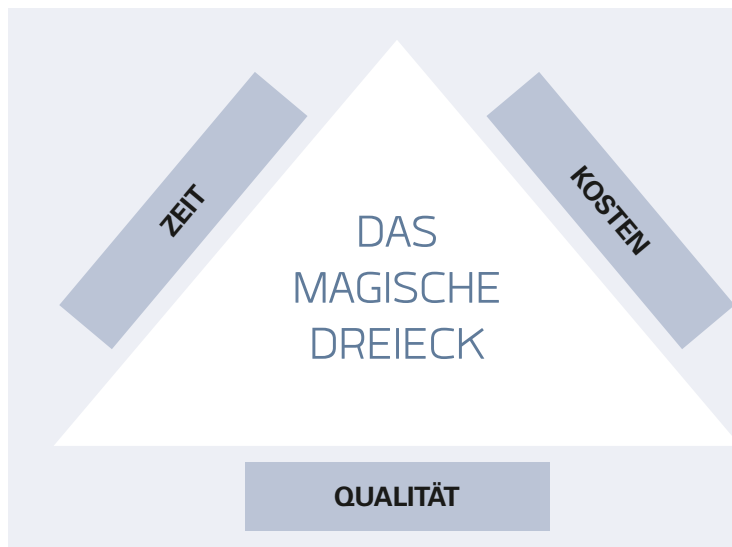 ZEIT
KOSTEN
DAS
MAGISCHE
DREIECK
QUALITÄT